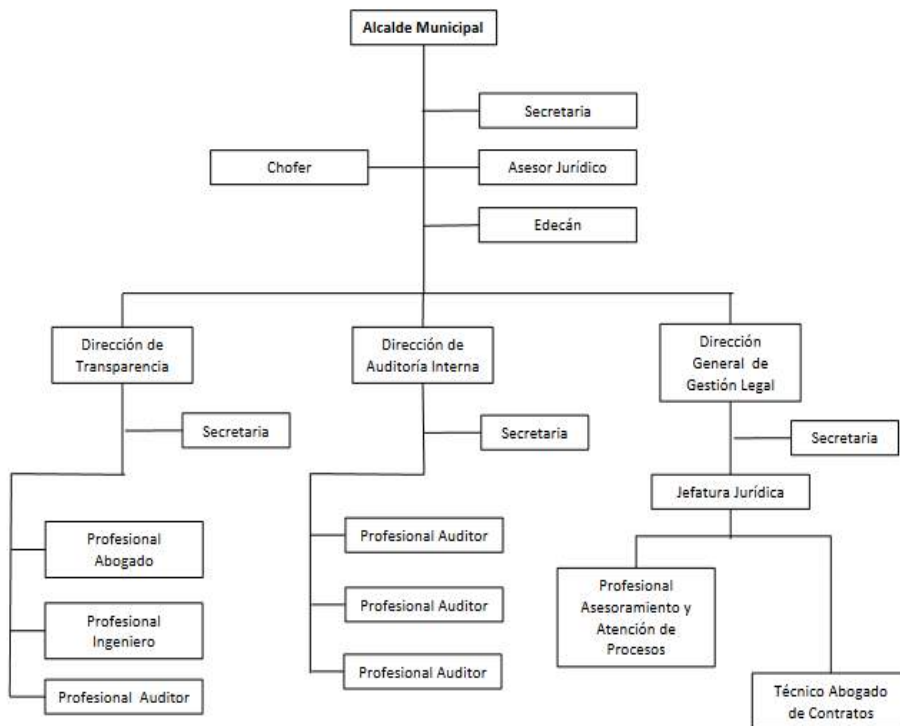 Alcalde Municipal
Secretaria
Chofer
Asesor Jurídico
Edecán
Dirección de
Transparencia
Secretaria
Profesional
Abogado
Profesional
Ingeniero
Profesional Auditor
Dirección de
Auditoría Interna
Secretaria
Profesional Auditor
Profesional Auditor
Profesional Auditor
Dirección
General de
Gestión Legal
Secretaria
Jefatura Jurídica
Profesional
Asesoramiento y
Atención de
Procesos
Técnico Abogado
de Contratos